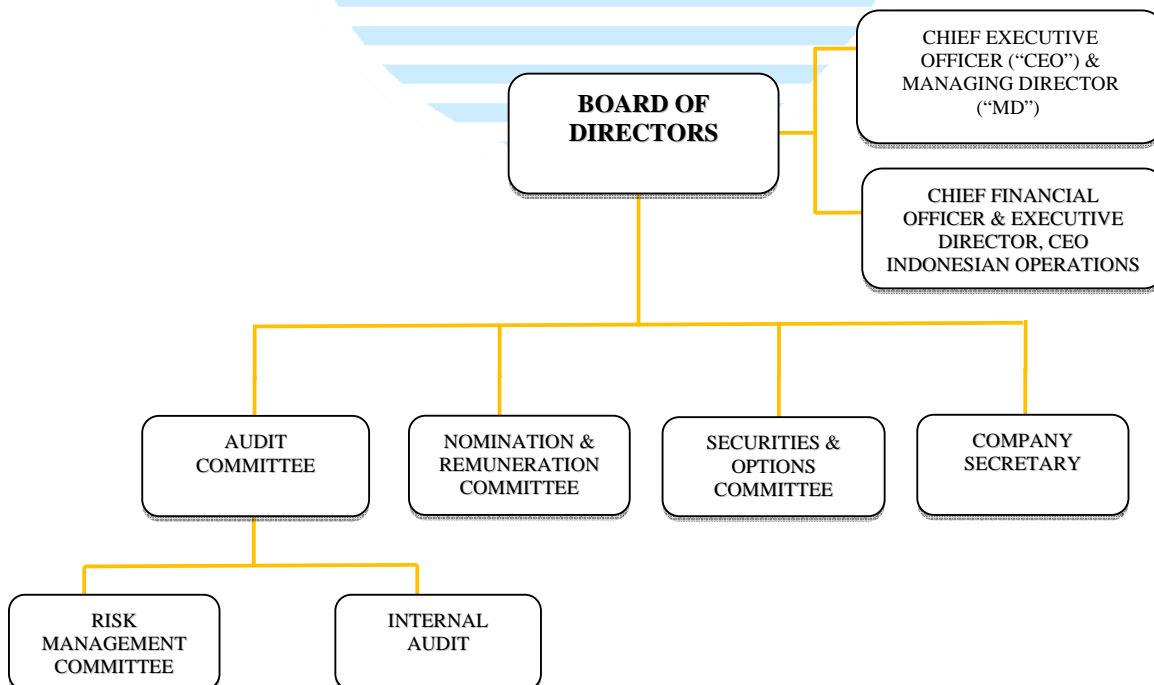 CHIEF EXECUTIVE
OFFICER (“CEO”) &
MANAGING DIRECTOR
(“MD”)
BOARD OF
DIRECTORS
CHIEF FINANCIAL
OFFICER & EXECUTIVE
DIRECTOR, CEO
INDONESIAN OPERATIONS
AUDIT
COMMITTEE
NOMINATION &
REMUNERATION
COMMITTEE
SECURITIES &
OPTIONS
COMMITTEE
COMPANY
SECRETARY
RISK
MANAGEMENT
COMMITTEE
INTERNAL
AUDIT